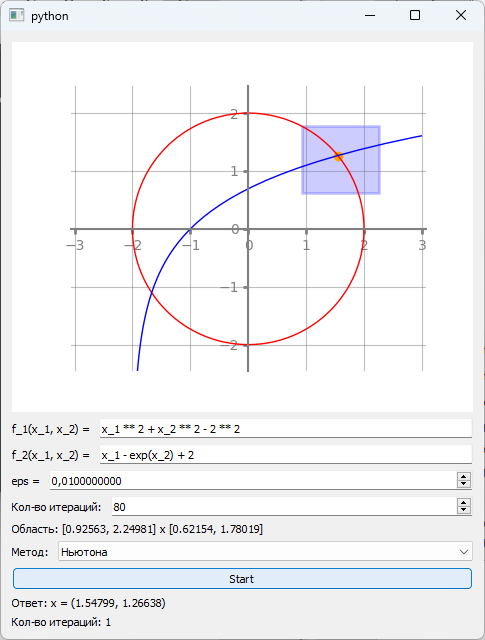 python
2
1
0
−3 −2 −1 0 1 2 3
−1
−2
f_1(x_1, x_2) = x_1 ** 2 + x_2 ** 2 - 2 ** 2
f_2(x_1, x_2) = x_1 - exp(x_2) + 2
eps = 0,0100000000
Кол-во итераций: 80
Область: [0.92563, 2.24981] x [0.62154, 1.78019]
Метод: Ньютона
Start
Ответ: x = (1.54799, 1.26638)
Кол-во итераций: 1